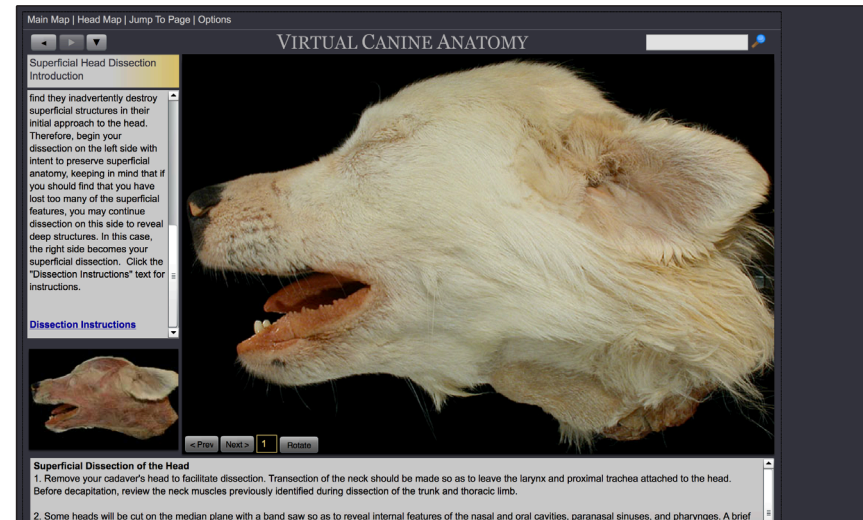 Main Map | Head Map | Jump To Page | Options
VIRTUAL CANINE ANATOMY
Superficial Head Dissection
Introduction
find they inadvertently destroy
superficial structures in their
initial approach to the head.
Therefore, begin your
dissection on the left side with
intent to preserve superficial
anatomy, keeping in mind that if
you should find that you have
lost too many of the superficial
features, you may continue
dissection on this side to reveal
deep structures. In this case,
the right side becomes your
superficial dissection. Click the
"Dissection Instructions" text for
instructions.
Dissection Instructions
< Prev Next > 1 Rotate
Superficial Dissection of the Head
1. Remove your cadaver's head to facilitate dissection. Transection of the neck should be made so as to leave the larynx and proximal trachea attached to the head.
Before decapitation, review the neck muscles previously identified during dissection of the trunk and thoracic limb.
2. Some heads will be cut on the median plane with a band saw so as to reveal internal features of the nasal and oral cavities, paranasal sinuses, and pharynges. A brief